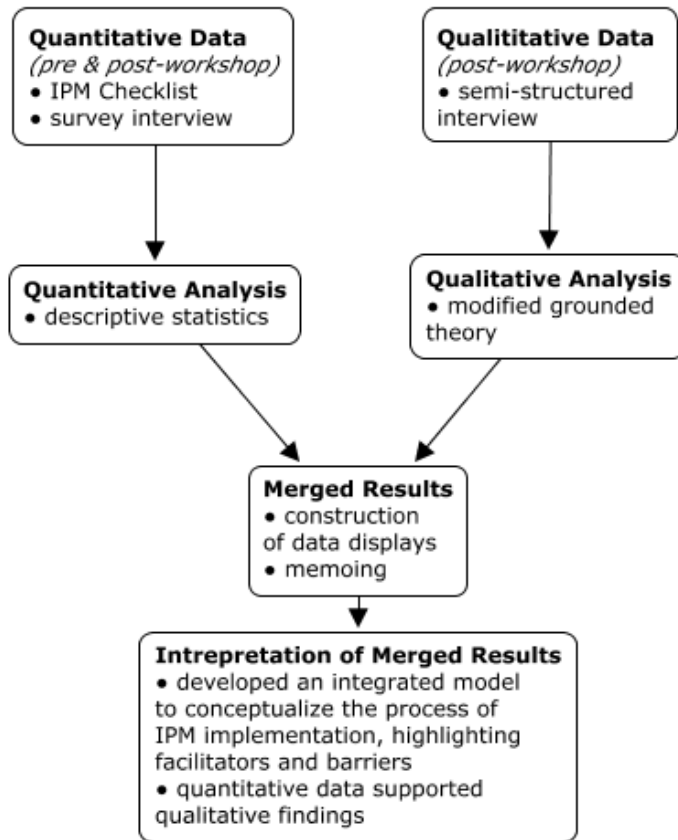 Quantitative Data
(pre & post-workshop)
● IPM Checklist
● survey interview
Qualititative Data
(post-workshop)
● semi-structured
interview
Quantitative Analysis
● descriptive statistics
Qualitative Analysis
● modified grounded
theory
Merged Results
● construction
of data displays
● memoing
Intrepretation of Merged Results
● developed an integrated model
to conceptualize the process of
IPM implementation, highlighting
facilitators and barriers
● quantitative data supported
qualitative findings